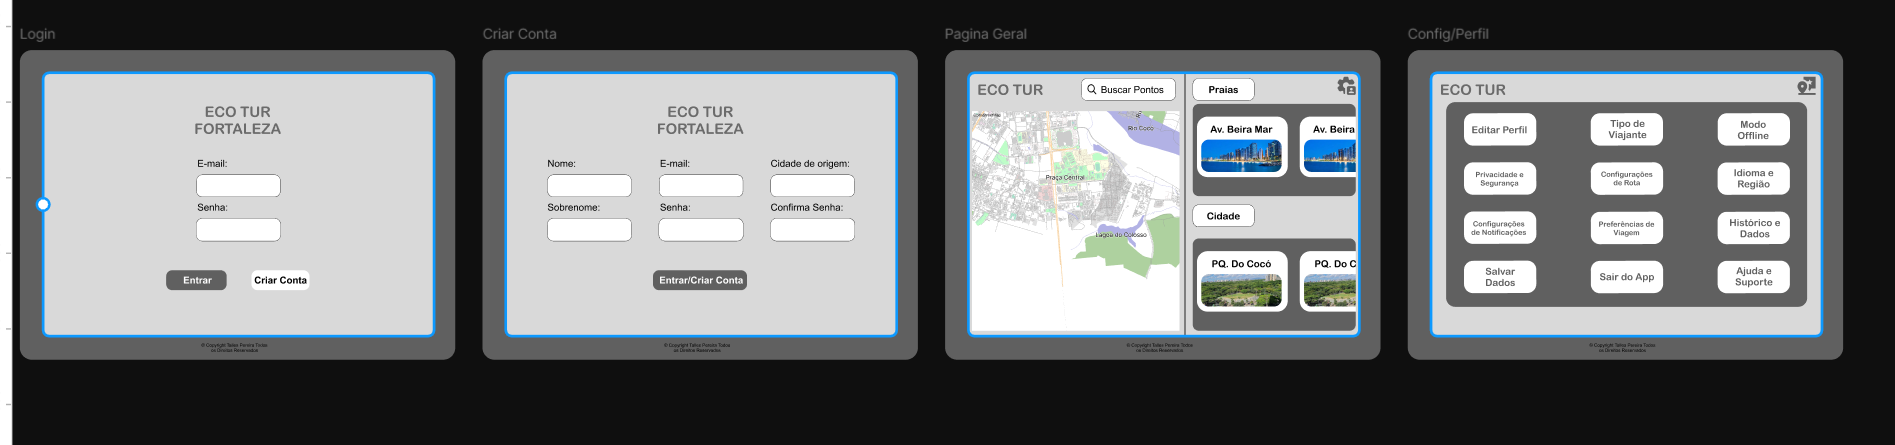 Login
ECO TUR
FORTALEZA
E-mail:
Senha:
Entrar
Criar Conta
© Copyright Talles Pereira Todos
os Direitos Reservados
Criar Conta
ECO TUR
FORTALEZA
Nome:
E-mail:
Cidade de origem:
Sobrenome:
Senha:
Confirma Senha:
Entrar/Criar Conta
© Copyright Talles Pereira Todos
os Direitos Reservados
Pagina Geral
ECO TUR
Buscar Pontos
Rio Cocó
Praça Central
Lagoa do Colosso
Praias
Av. Beira Mar
Av. Beira
Cidade
PQ. Do Cocó
PQ. Do C
© Copyright Talles Pereira Todos
os Direitos Reservados
Config/Perfil
ECO TUR
Editar Perfil
Tipo de
Viajante
Modo
Offline
Privacidade e
Segurança
Configurações
de Rota
Idioma e
Região
Configurações
de Notificações
Preferências de
Viagem
Histórico e
Dados
Salvar
Dados
Sair do App
Ajuda e
Suporte
© Copyright Talles Pereira Todos
os Direitos Reservados